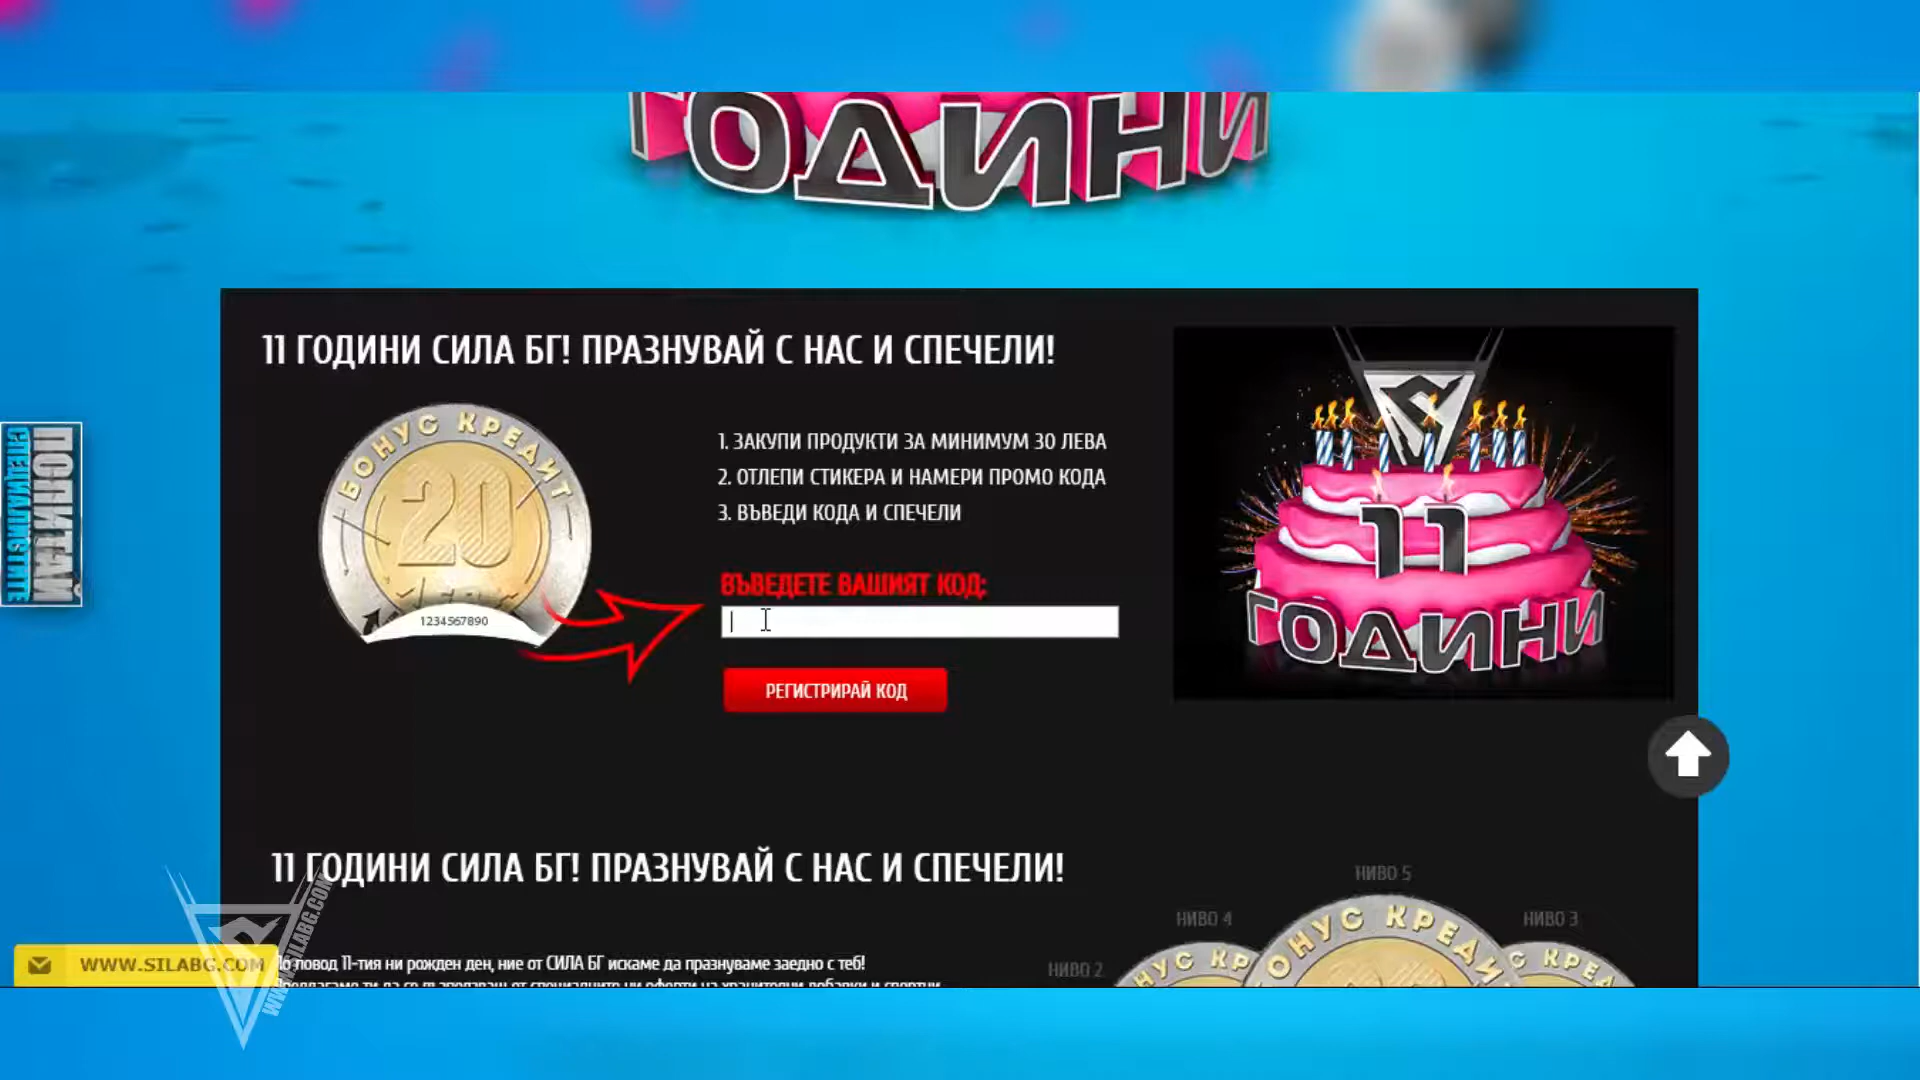 ГОДИНИ
11 ГОДИНИ СИЛА БГ! ПРАЗНУВАЙ С НАС И СПЕЧЕЛИ!
БОНУС КРЕДИТ
20
1234567890
1. ЗАКУПИ ПРОДУКТИ ЗА МИНИМУМ 30 ЛЕВА
2. ОТЛЕПИ СТИКЕРА И НАМЕРИ ПРОМО КОДА
3. ВЪВЕДИ КОДА И СПЕЧЕЛИ
ВЪВЕДЕТЕ ВАШИЯТ КОД:
РЕГИСТРИРАЙ КОД
11
ГОДИНИ
ПОПИТАЙ
СПЕЦИАЛИСТИТЕ
11 ГОДИНИ СИЛА БГ! ПРАЗНУВАЙ С НАС И СПЕЧЕЛИ!
НИВО 5
НИВО 4
НИВО 3
НИВО 2
БОНУС КРЕДИТ
По повод 11-тия ни рожден ден, ние от СИЛА БГ искаме да празнуваме заедно с теб!
WWW.SILABG.COM
WWW.SILABG.COM